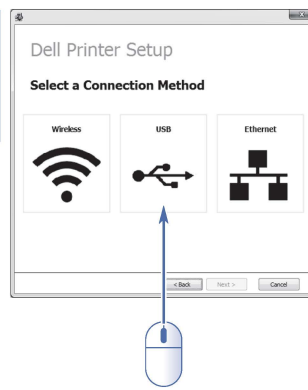 Dell Printer Setup
Select a Connection Method
Wireless USB Ethernet
< Back Next > Cancel